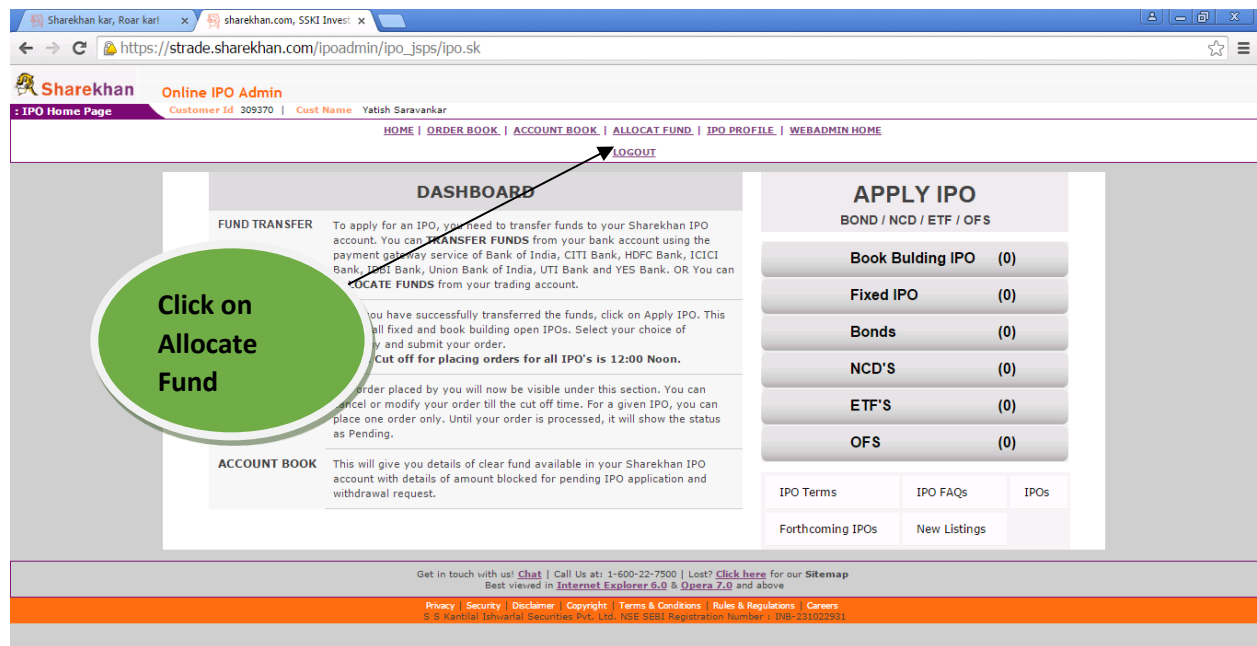 Sharekhan kar, Roar kar!
sharekhan.com, SSKI Invest
https://strade.sharekhan.com/ipoadmin/ipo_jsps/ipo.sk
Sharekhan
Online IPO Admin
: IPO Home Page
Customer Id 309370 | Cust Name Yatish Saravankar
HOME | ORDER BOOK | ACCOUNT BOOK | ALLOCAT FUND | IPO PROFILE | WEBADMIN HOME
LOGOUT
DASHBOARD
FUND TRANSFER
To apply for an IPO, you need to transfer funds to your Sharekhan IPO
account. You can TRANSFER FUNDS from your bank account using the
payment gateway service of Bank of India, CITI Bank, HDFC Bank, ICICI
Bank, IDBI Bank, Union Bank of India, UTI Bank and YES Bank. OR You can
FUNDS from your trading account.
you have successfully transferred the funds, click on Apply IPO. This
all fixed and book building open IPOs. Select your choice of
and submit your order.
Cut off for placing orders for all IPO's is 12:00 Noon.
order placed by you will now be visible under this section. You can
or modify your order till the cut off time. For a given IPO, you can
place one order only. Until your order is processed, it will show the status
as Pending.
ACCOUNT BOOK
This will give you details of clear fund available in your Sharekhan IPO
account with details of amount blocked for pending IPO application and
withdrawal request.
Click on
Allocate
Fund
APPLY IPO
BOND / NCD / ETF / OFS
Book Bulding IPO (0)
Fixed IPO (0)
Bonds (0)
NCD'S (0)
ETF'S (0)
OFS (0)
IPO Terms IPO FAQs IPOs
Forthcoming IPOs New Listings
Get in touch with us! Chat | Call Us at: 1-600-22-7500 | Lost? Click here for our Sitemap
Best viewed in Internet Explorer 6.0 & Opera 7.0 and above
Privacy | Security | Disclaimer | Copyright | Terms & Conditions | Rules & Regulations | Careers
S S Kantilal Ishwarlal Securities Pvt. Ltd. NSE SEBI Registration Number : INB-231022931